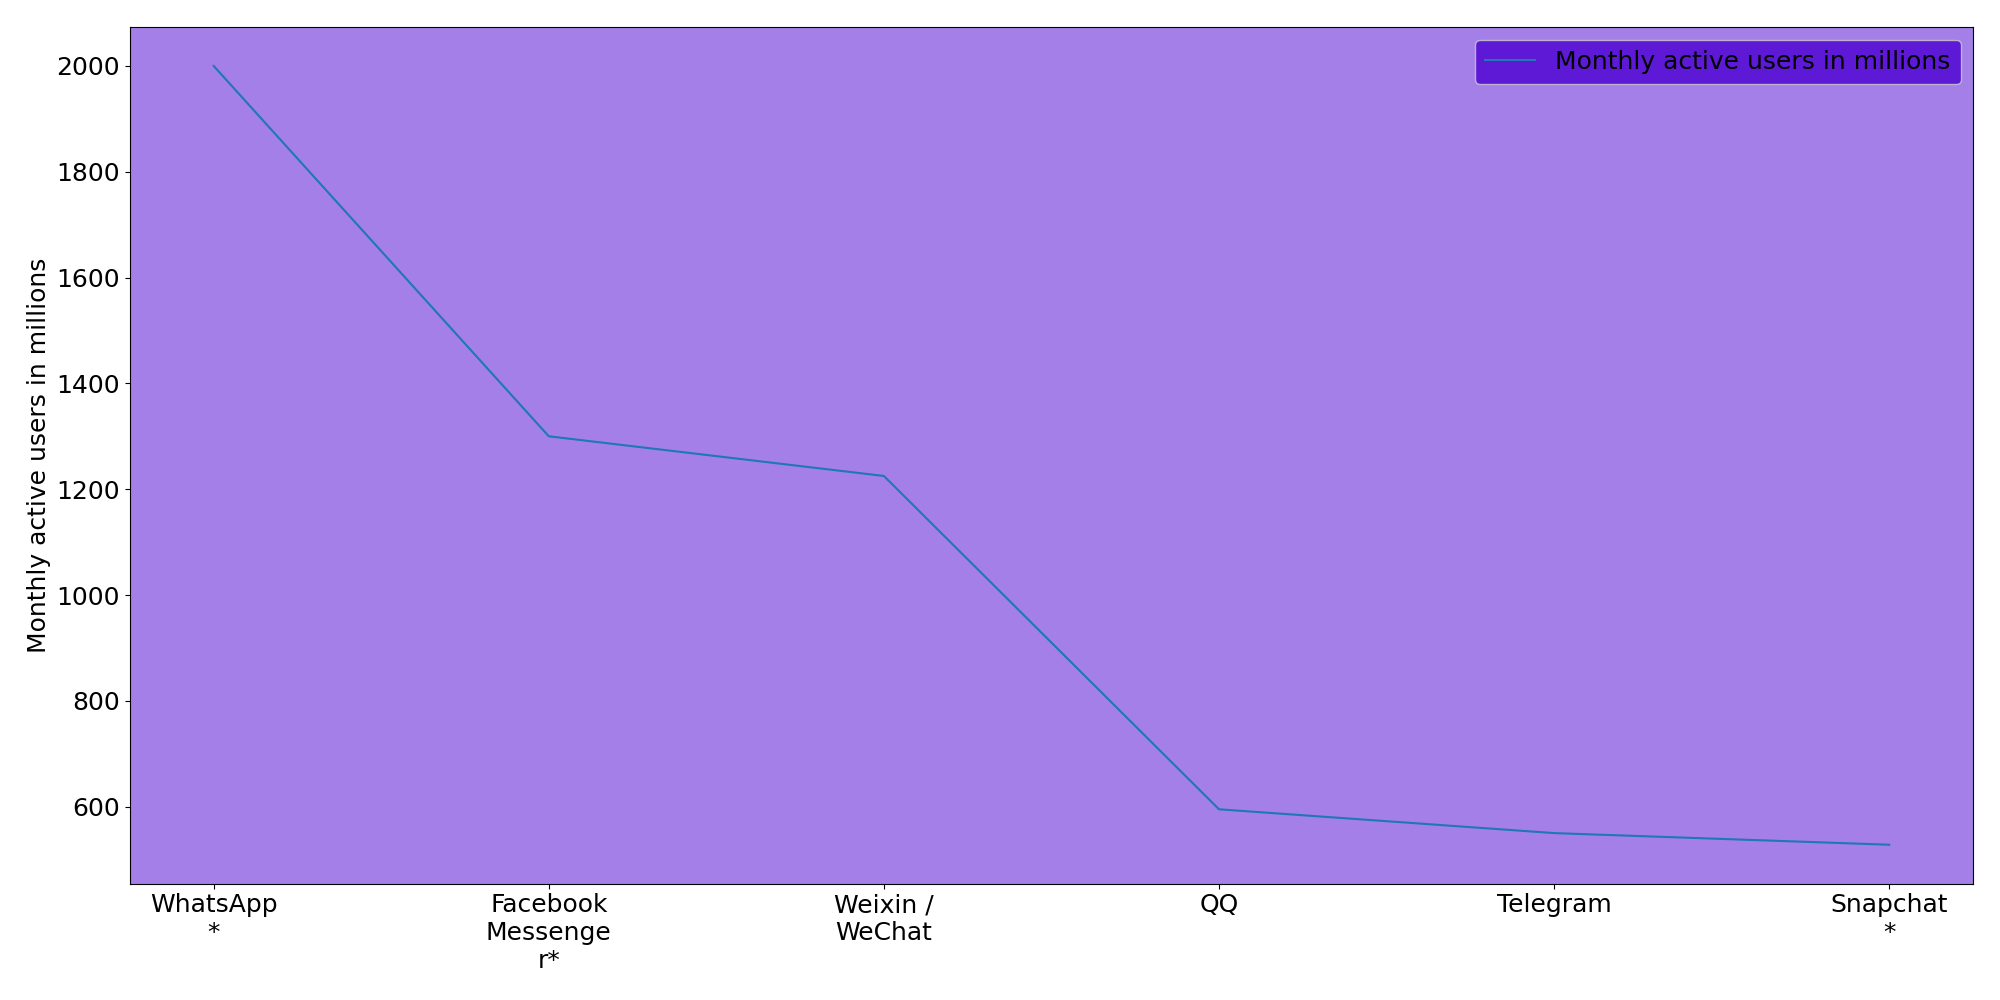 Monthly active users in millions
2000
1800
1600
1400
1200
1000
800
600
Monthly active users in millions
WhatsApp
*
Facebook
Messenge
r*
Weixin /
WeChat
QQ
Telegram
Snapchat
*